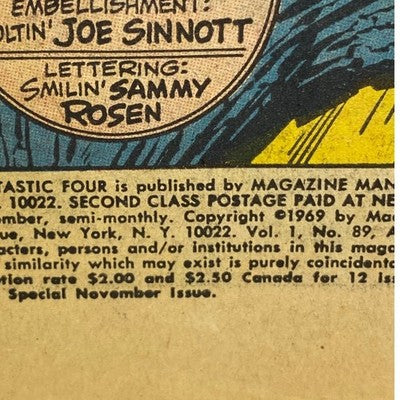 EMBELLISHMENT:
OLTIN' JOE SINNOTT
LETTERING:
SMILIN' SAMMY
ROSEN
TASTIC FOUR is published by MAGAZINE MAN
. 10022. SECOND CLASS POSTAGE PAID AT NE
mber, semi-monthly. Copyright ©1969 by Mag
ue, New York, N. Y. 10022. Vol. 1, No. 89, A
racters, persons and/or institutions in this maga
similarity which may exist is purely coincidenta
tion rate $2.00 and $2.50 Canada for 12 Iss
Special November Issue.